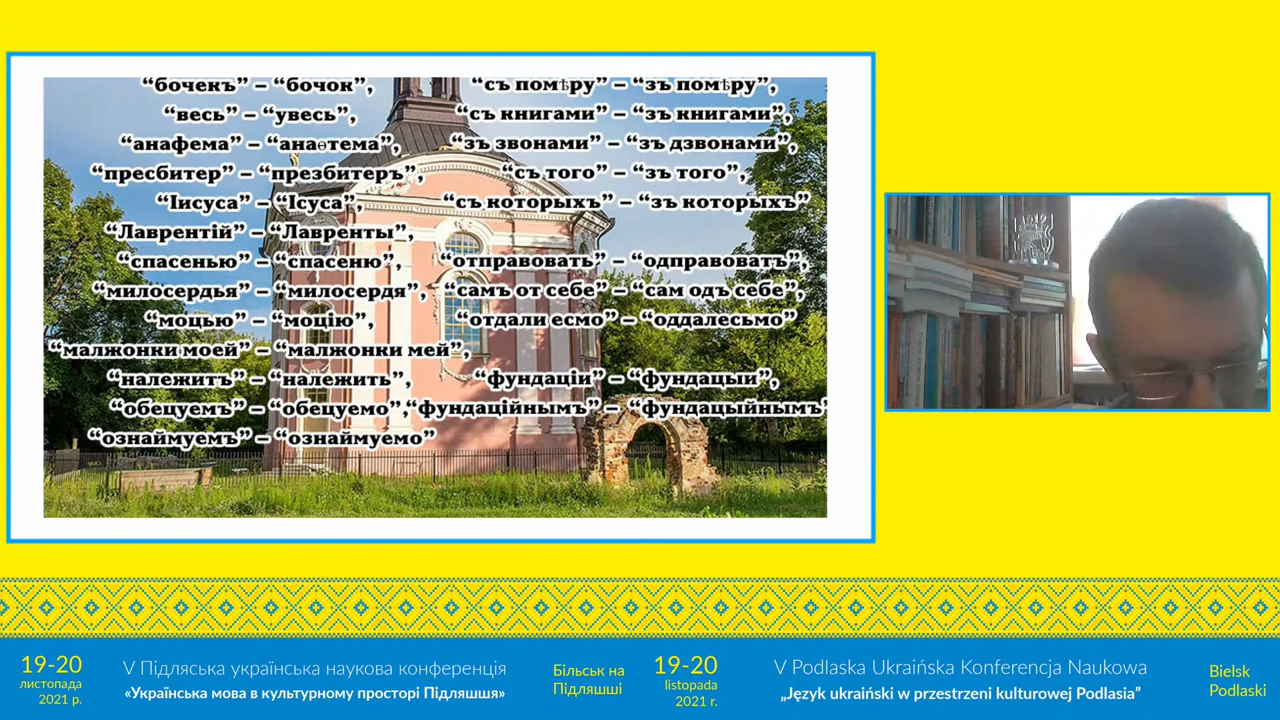 “бочекъ” – “бочок”,
“весь” – “увесь”,
“анафема” – “анаѳтема”,
“пресбитер” – “презбитеръ”,
“Іисуса” – “Ісуса”,
“Лаврентій” – “Лавренты”,
“спасенью” – “спасеню”,
“милосердья” – “милосердя”,
“моцью” – “моцію”,
“малжонки моей” – “малжонки мей”,
“належитъ” – “належить”,
“обецуемъ” – “обецуемо”,
“ознаймуемъ” – “ознаймуемо”
“съ помѣру” – “зъ помѣру”,
“съ книгами” – “зъ книгами”,
“зъ звонами” – “зъ дзвонами”,
“съ того” – “зъ того”,
“съ которыхъ” – “зъ которыхъ”
“отправовать” – “одправоватъ”,
“самъ от себе” – “сам одъ себе”,
“отдали есмо” – “оддалесьмо”
“фундаціи” – “фундацыи”,
“фундаційнымъ” – “фундацыйнымъ”
19-20
листопада
2021 р.
V Підляська українська наукова конференція
«Українська мова в культурному просторі Підляшшя»
Більськ на
Підляшші
19-20
listopada
2021 r.
V Podlaska Ukraińska Konferencja Naukowa
„Język ukraiński w przestrzeni kulturowej Podlasia”
Bielsk
Podlaski